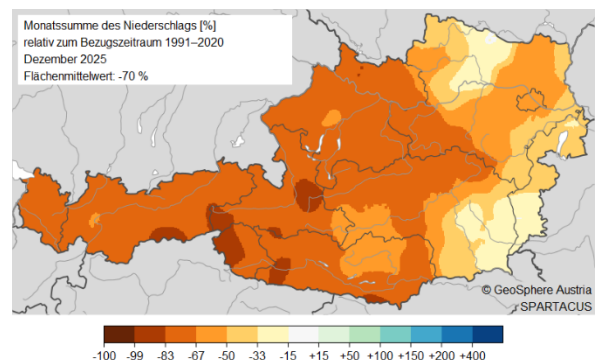 Monatssumme des Niederschlags [%]
relativ zum Bezugszeitraum 1991–2020
Dezember 2025
Flächenmittelwert: -70 %
© GeoSphere Austria
SPARTACUS
-100 -99 -83 -67 -50 -33 -15 +15 +50 +100 +150 +200 +400